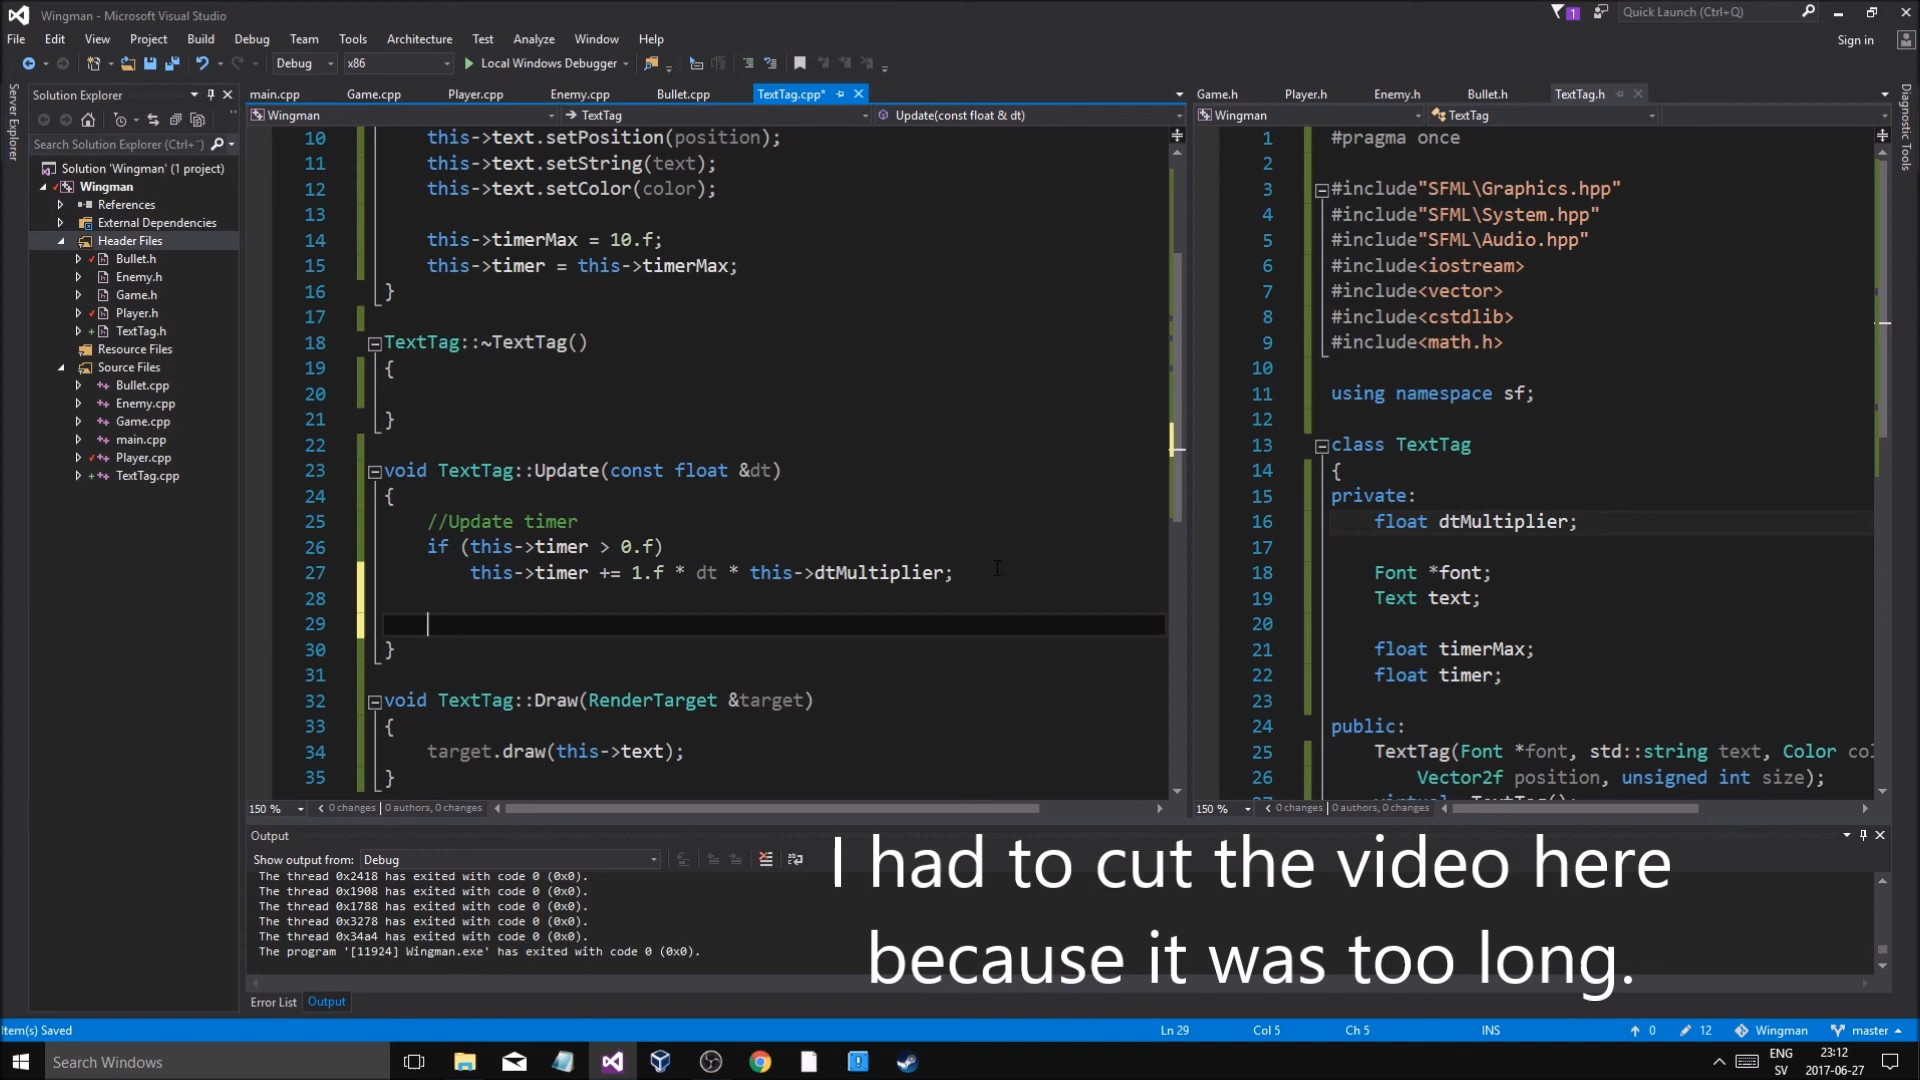 Wingman - Microsoft Visual Studio
1
Quick Launch (Ctrl+Q)
File Edit View Project Build Debug Team Tools Architecture Test Analyze Window Help
Sign in
Debug x86 Local Windows Debugger
Server Explorer
Solution Explorer
Search Solution Explorer (Ctrl+
Solution 'Wingman' (1 project)
Wingman
References
External Dependencies
Header Files
Bullet.h
Enemy.h
Game.h
Player.h
TextTag.h
Resource Files
Source Files
Bullet.cpp
Enemy.cpp
Game.cpp
main.cpp
Player.cpp
TextTag.cpp
main.cpp Game.cpp Player.cpp Enemy.cpp Bullet.cpp TextTag.cpp*
Wingman TextTag Update(const float & dt)
10 this->text.setPosition(position);
11 this->text.setString(text);
12 this->text.setColor(color);
13
14 this->timerMax = 10.f;
15 this->timer = this->timerMax;
16 }
17
18 TextTag::~TextTag()
19 {
20
21 }
22
23 void TextTag::Update(const float &dt)
24 {
25 //Update timer
26 if (this->timer > 0.f)
27 this->timer += 1.f * dt * this->dtMultiplier;
28
29
30 }
31
32 void TextTag::Draw(RenderTarget &target)
33 {
34 target.draw(this->text);
35 }
150 % 0 changes | 0 authors, 0 changes
Game.h Player.h Enemy.h Bullet.h TextTag.h
Wingman TextTag
1 #pragma once
2
3 #include"SFML\Graphics.hpp"
4 #include"SFML\System.hpp"
5 #include"SFML\Audio.hpp"
6 #include<iostream>
7 #include<vector>
8 #include<cstdlib>
9 #include<math.h>
10
11 using namespace sf;
12
13 class TextTag
14 {
15 private:
16 float dtMultiplier;
17
18 Font *font;
19 Text text;
20
21 float timerMax;
22 float timer;
23
24 public:
25 TextTag(Font *font, std::string text, Color col
26 Vector2f position, unsigned int size);
150 % 0 changes | 0 authors, 0 changes
Diagnostic Tools
Output
Show output from: Debug
The thread 0x2418 has exited with code 0 (0x0).
The thread 0x1908 has exited with code 0 (0x0).
The thread 0x1788 has exited with code 0 (0x0).
The thread 0x3278 has exited with code 0 (0x0).
The thread 0x34a4 has exited with code 0 (0x0).
The program '[11924] Wingman.exe' has exited with code 0 (0x0).
I had to cut the video here
because it was too long.
Error List Output
Item(s) Saved Ln 29 Col 5 Ch 5 INS 0 12 Wingman master
Search Windows
ENG
SV
23:12
2017-06-27